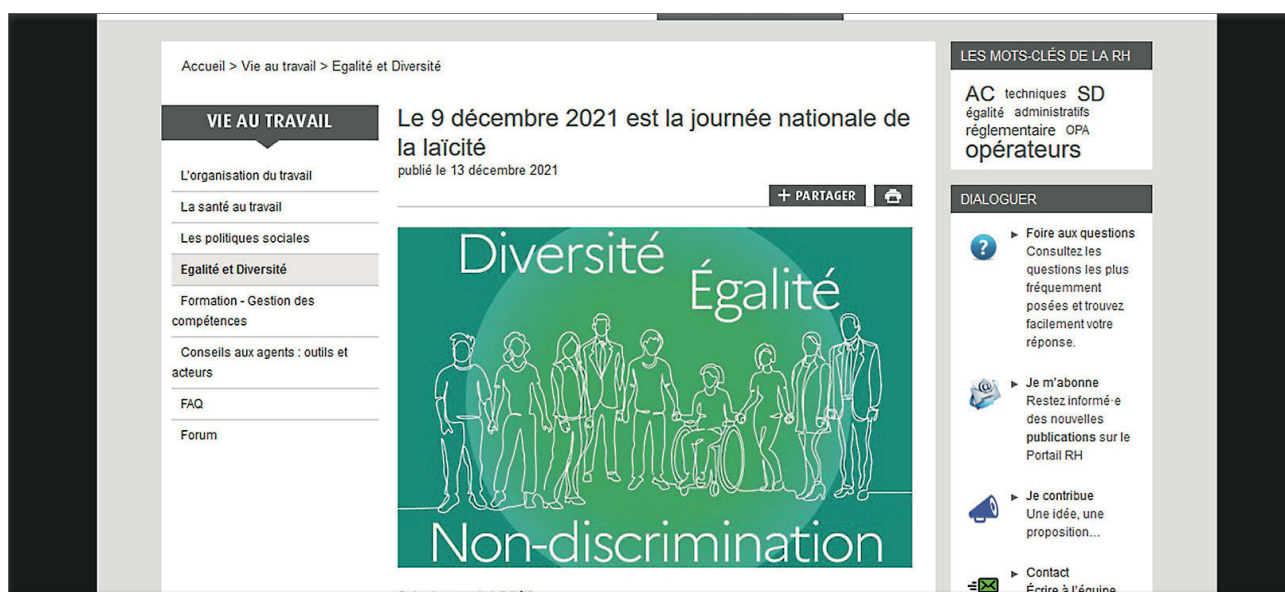 Accueil > Vie au travail > Egalité et Diversité
VIE AU TRAVAIL
L'organisation du travail
La santé au travail
Les politiques sociales
Egalité et Diversité
Formation - Gestion des
compétences
Conseils aux agents : outils et
acteurs
FAQ
Forum
Le 9 décembre 2021 est la journée nationale de
la laïcité
publié le 13 décembre 2021
+ PARTAGER
Diversité
Égalité
Non-discrimination
LES MOTS-CLÉS DE LA RH
AC techniques SD
égalité administratifs
réglementaire OPA
opérateurs
DIALOGUER
Foire aux questions
Consultez les
questions les plus
fréquemment
posées et trouvez
facilement votre
réponse.
Je m'abonne
Restez informé·e
des nouvelles
publications sur le
Portail RH
Je contribue
Une idée, une
proposition...
Contact
Écrire à l'équipe